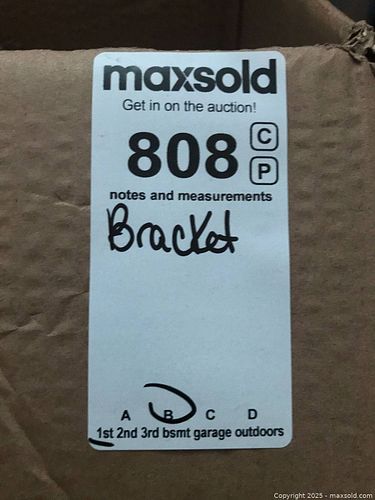 maxsold
Get in on the auction!
808
C
P
notes and measurements
Bracket
A B C D
1st 2nd 3rd bsmt garage outdoors
Copyright 2025 - maxsold.com